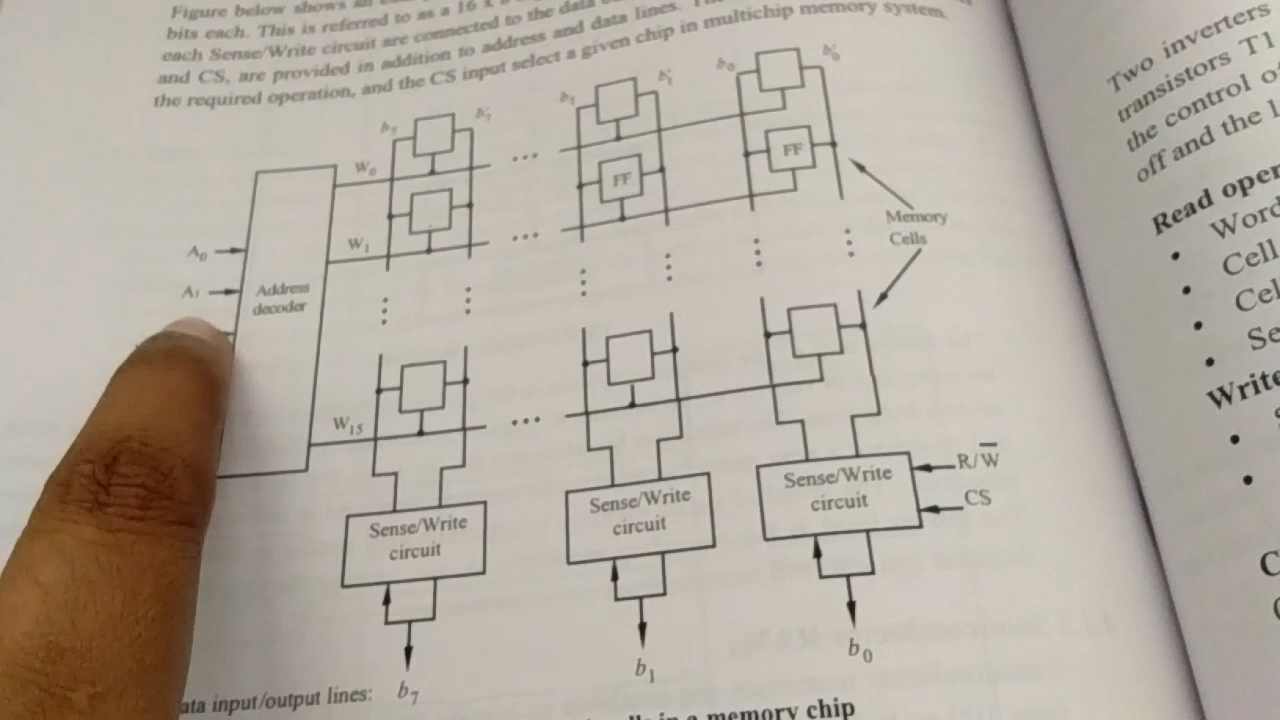 Figure below shows an
bits each. This is referred to as a 16 x 8
each Sense/Write circuit are connected to the data
and CS, are provided in addition to address and data lines.
the required operation, and the CS input select a given chip in multichip memory system.
b7 b'7 b1 b'1 b0 b'0
W0
FF
FF
W1
Memory
Cells
A0
A1
Address
decoder
W15
R/W̅
CS
Sense/Write
circuit
Sense/Write
circuit
Sense/Write
circuit
ata input/output lines: b7 b1 b0
in a memory chip
Two inverters
transistors T1
the control
off and the
Read oper
• Word
• Cell
• Cel
• Se
Write
•
•